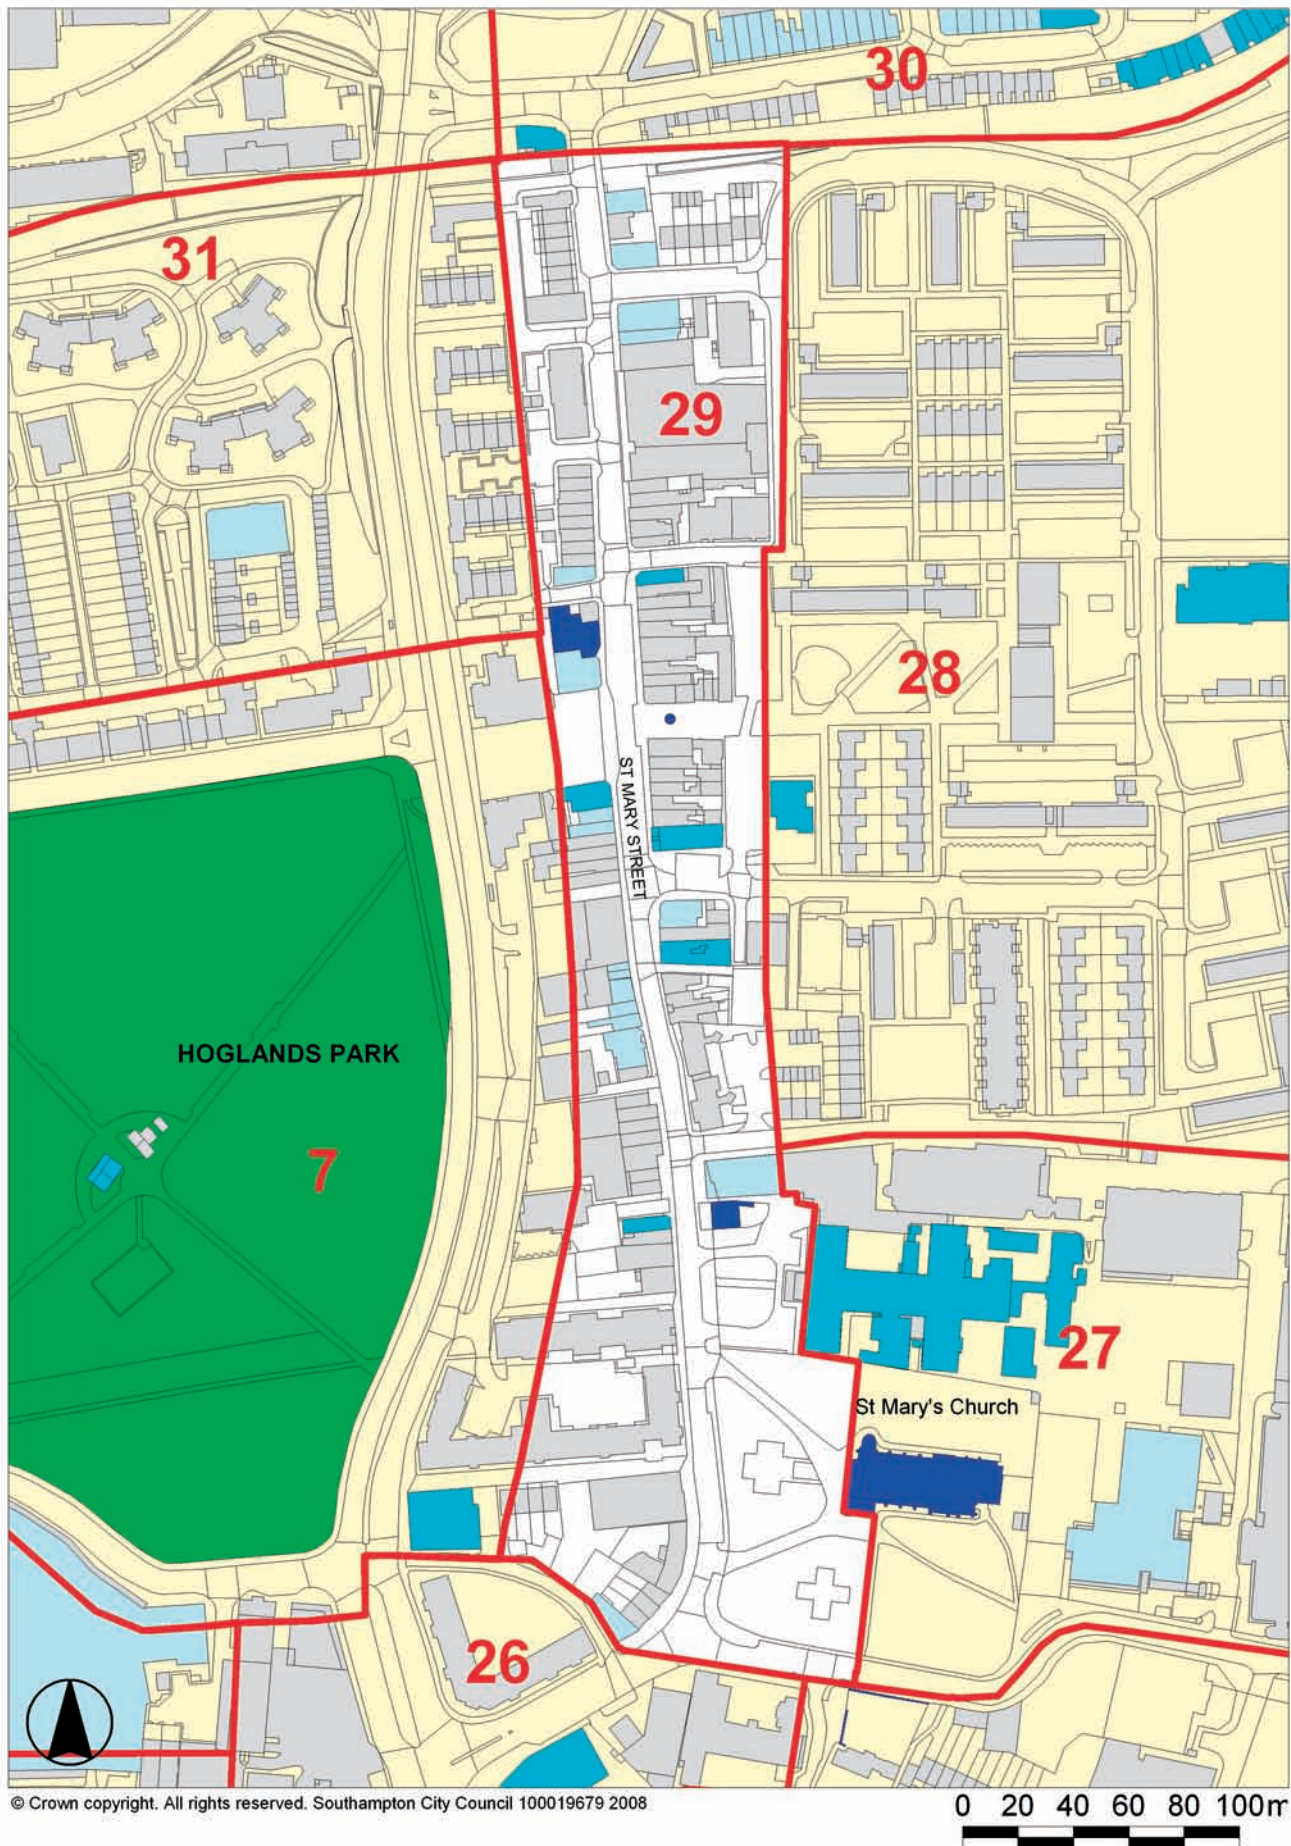 30
31
29
28
ST MARY STREET
HOGLANDS PARK
7
27
St Mary's Church
26
© Crown copyright. All rights reserved. Southampton City Council 100019679 2008
0 20 40 60 80 100m